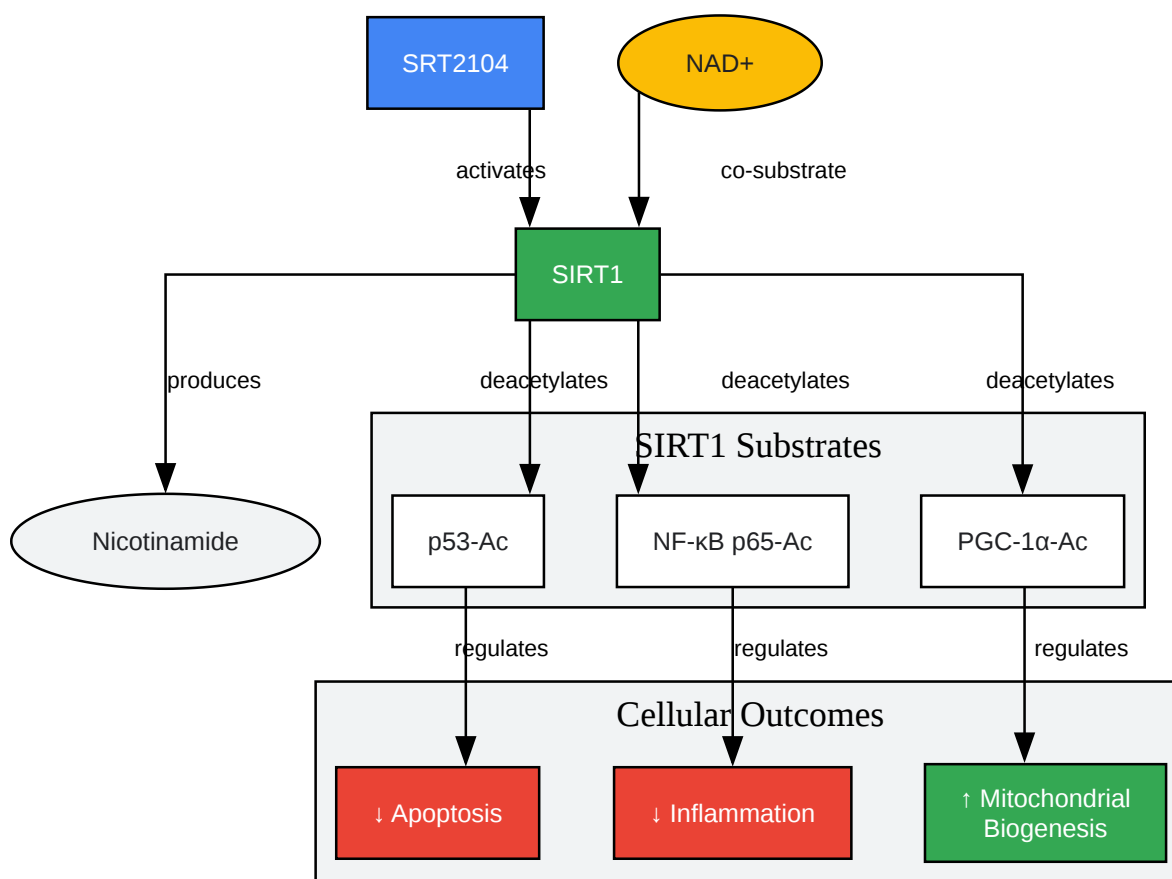 SRT2104
NAD+
activates
co-substrate
SIRT1
produces
deacetylates
deacetylates
deacetylates
SIRT1 Substrates
Nicotinamide
p53-Ac
NF-κB p65-Ac
PGC-1α-Ac
regulates
regulates
regulates
Cellular Outcomes
↓ Apoptosis
↓ Inflammation
↑ Mitochondrial
Biogenesis